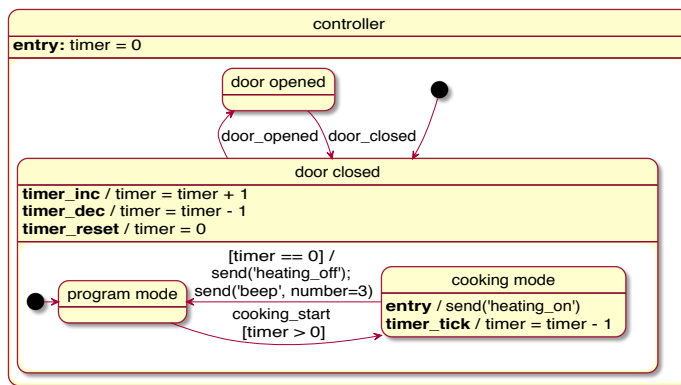 controller
entry: timer = 0
door opened
door_opened
door_closed
door closed
timer_inc / timer = timer + 1
timer_dec / timer = timer - 1
timer_reset / timer = 0
[timer == 0] /
send('heating_off');
send('beep', number=3)
program mode
cooking_start
[timer > 0]
cooking mode
entry / send('heating_on')
timer_tick / timer = timer - 1